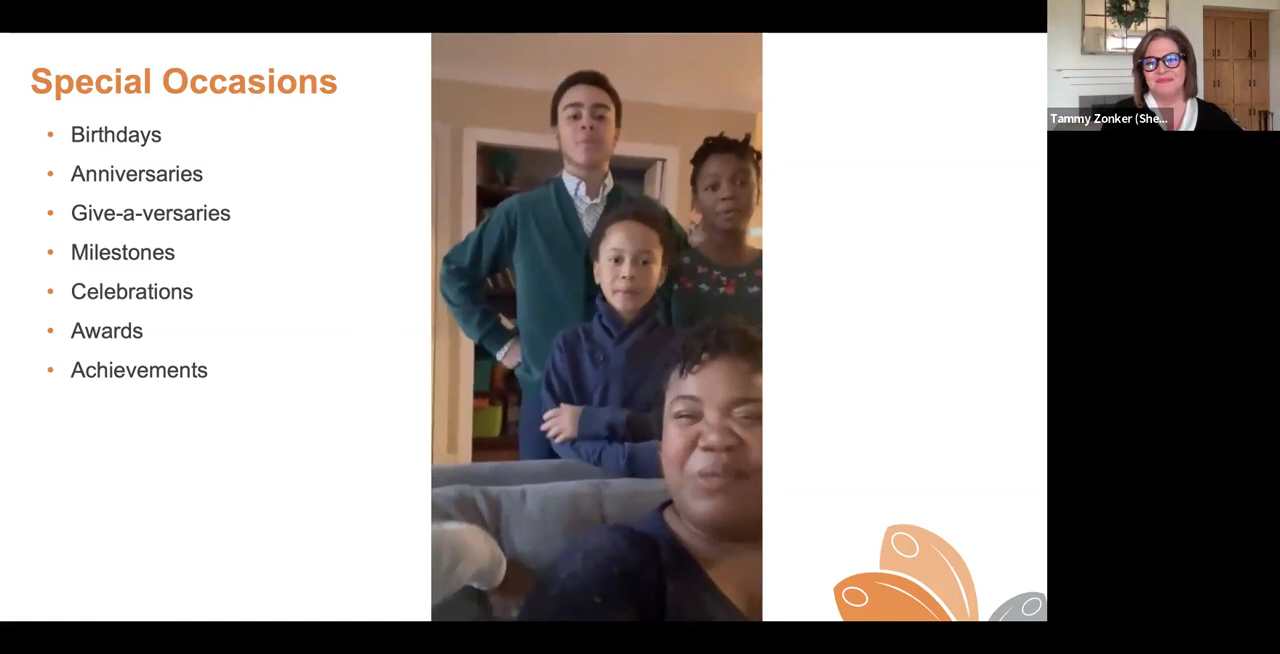 Special Occasions
• Birthdays
• Anniversaries
• Give-a-versaries
• Milestones
• Celebrations
• Awards
• Achievements
Tammy Zonker (She...